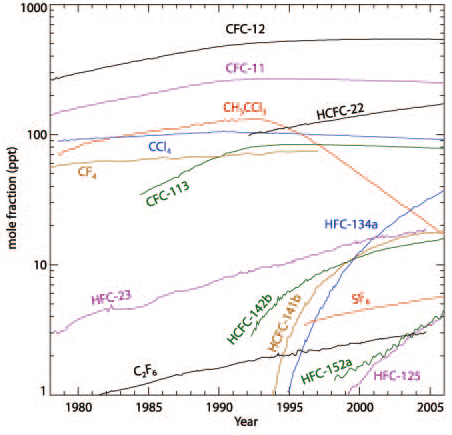 1000
CFC-12
CFC-11
CH₃CCl₃
HCFC-22
100
CCl₄
CF₄
CFC-113
mole fraction (ppt)
HFC-134a
10
HFC-23
HCFC-142b
HCFC-141b
SF₆
C₂F₆
HFC-152a
HFC-125
1
1980 1985 1990 1995 2000 2005
Year